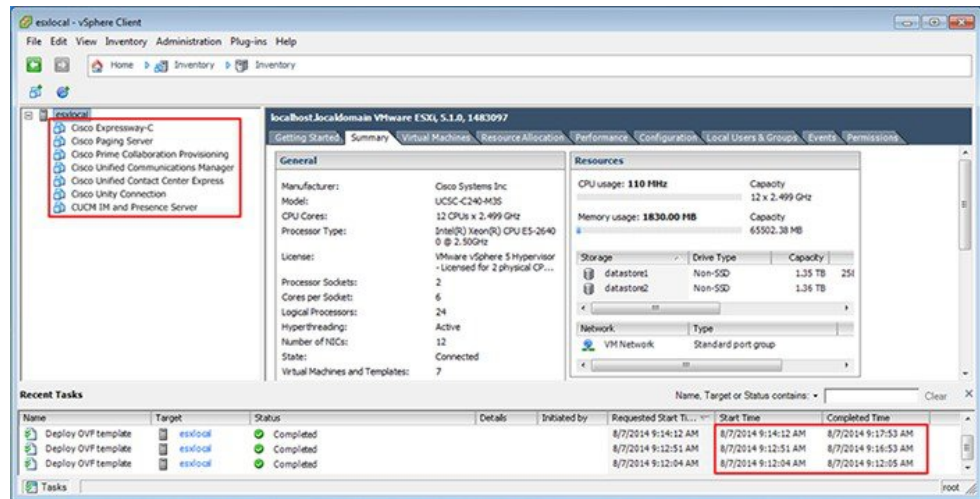 esxlocal - vSphere Client
File Edit View Inventory Administration Plug-ins Help
Home Inventory Inventory
esxlocal
Cisco Expressway-C
Cisco Paging Server
Cisco Prime Collaboration Provisioning
Cisco Unified Communications Manager
Cisco Unified Contact Center Express
Cisco Unity Connection
CUCM IM and Presence Server
localhost.localdomain VMware ESXi, 5.1.0, 1483097
Getting Started Summary Virtual Machines Resource Allocation Performance Configuration Local Users & Groups Events Permissions
General
Manufacturer: Cisco Systems Inc
Model: UCSC-C240-M3S
CPU Cores: 12 CPUs x 2.499 GHz
Processor Type: Intel(R) Xeon(R) CPU E5-2640
0 @ 2.50GHz
License: VMware vSphere 5 Hypervisor
- Licensed for 2 physical CP...
Processor Sockets: 2
Cores per Socket: 6
Logical Processors: 24
Hyperthreading: Active
Number of NICs: 12
State: Connected
Virtual Machines and Templates: 7
Resources
CPU usage: 110 MHz Capacity
12 x 2.499 GHz
Memory usage: 1830.00 MB Capacity
65502.38 MB
Storage Drive Type Capacity
datastore1 Non-SSD 1.35 TB 258
datastore2 Non-SSD 1.36 TB
Network Type
VM Network Standard port group
Recent Tasks Name, Target or Status contains: Clear
Name Target Status Details Initiated by Requested Start Ti... Start Time Completed Time
Deploy OVF template esxlocal Completed 8/7/2014 9:14:12 AM 8/7/2014 9:14:12 AM 8/7/2014 9:17:53 AM
Deploy OVF template esxlocal Completed 8/7/2014 9:12:51 AM 8/7/2014 9:12:51 AM 8/7/2014 9:16:53 AM
Deploy OVF template esxlocal Completed 8/7/2014 9:12:04 AM 8/7/2014 9:12:04 AM 8/7/2014 9:12:05 AM
Tasks root